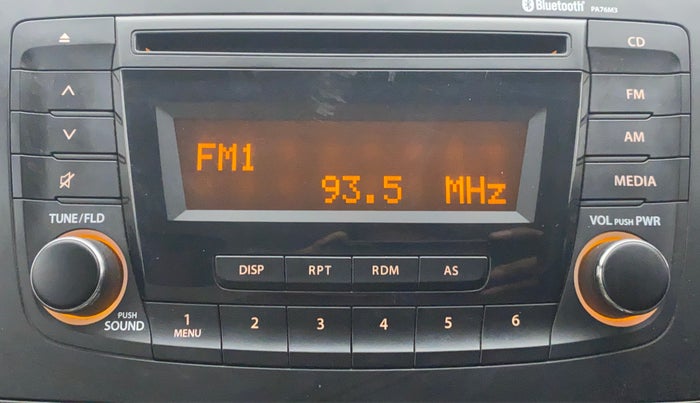 Bluetooth PA76M3
CD
FM
AM
MEDIA
FM1
93.5 MHz
TUNE/FLD
VOL PUSH PWR
DISP RPT RDM AS
PUSH
SOUND
1 2 3 4 5 6
MENU